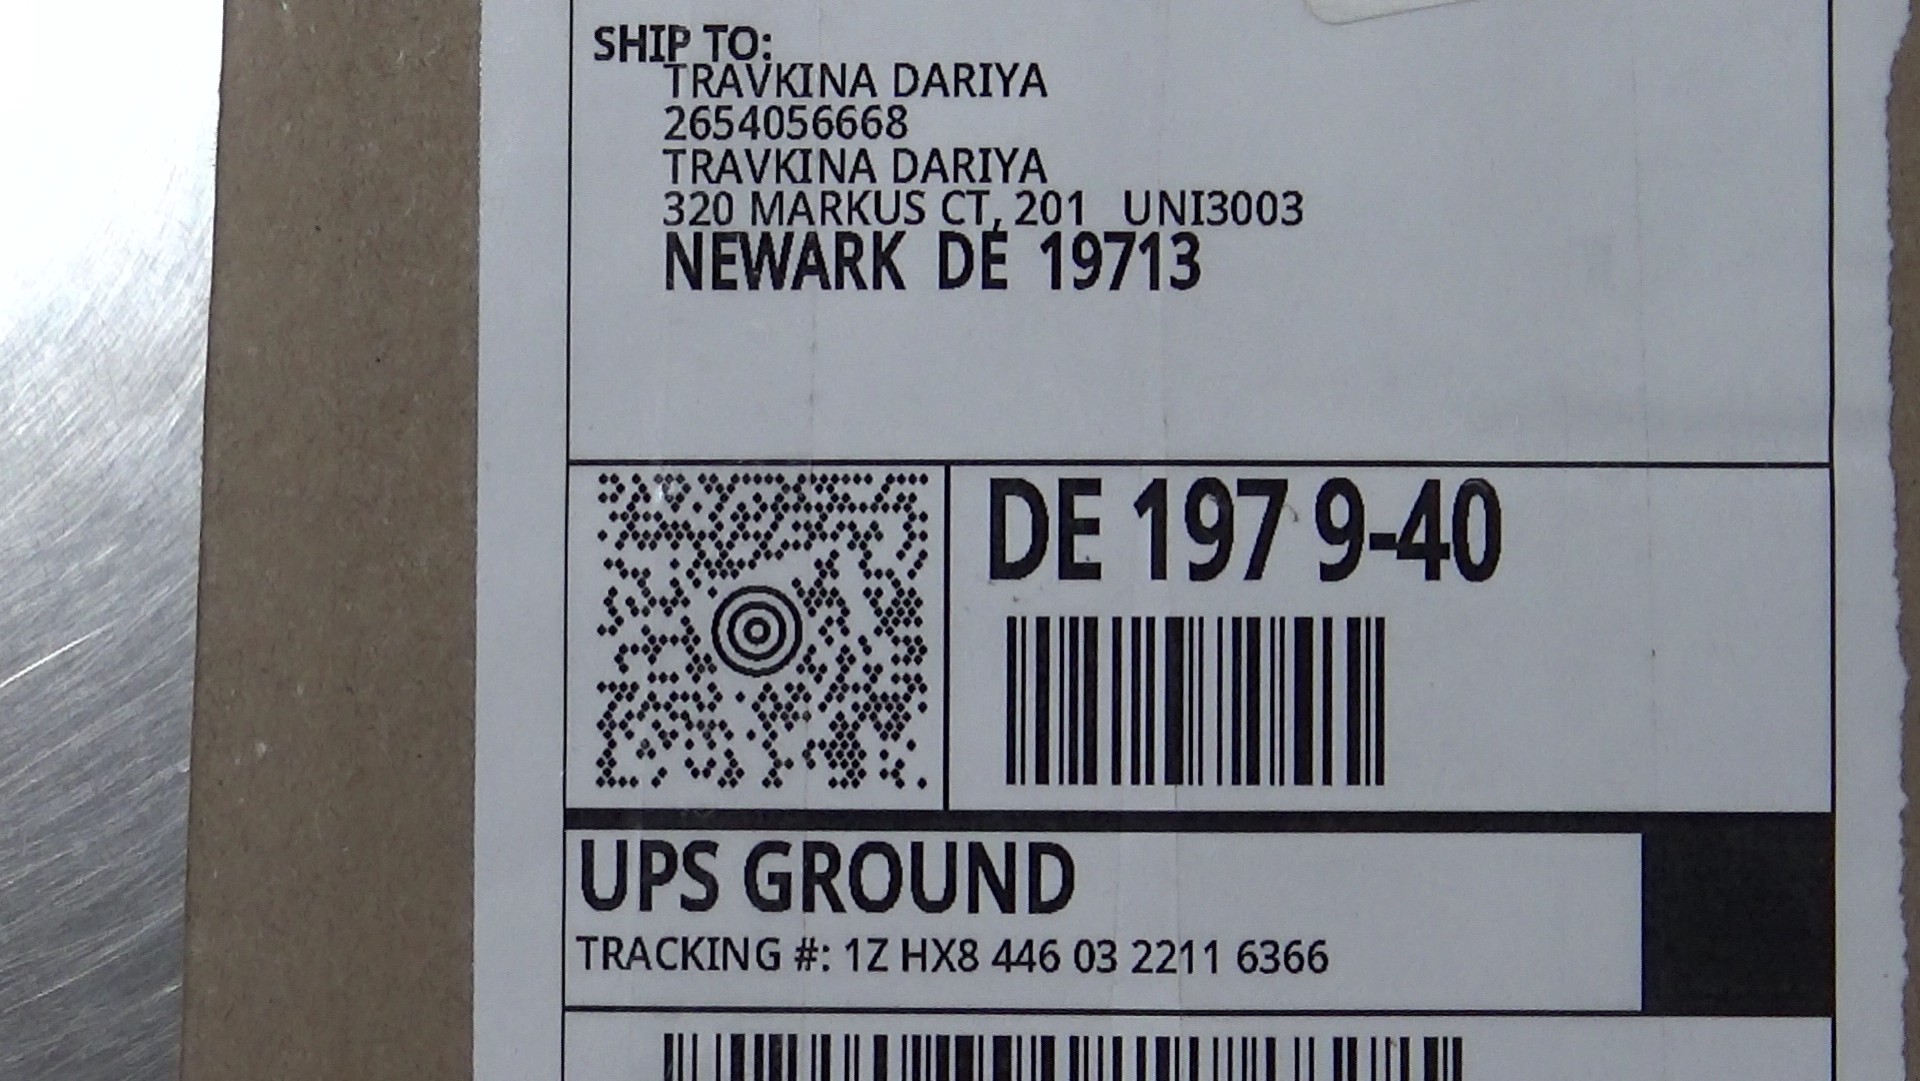 SHIP TO:
TRAVKINA DARIYA
2654056668
TRAVKINA DARIYA
320 MARKUS CT, 201 UNI3003
NEWARK DE 19713
DE 197 9-40
UPS GROUND
TRACKING #: 1Z HX8 446 03 2211 6366